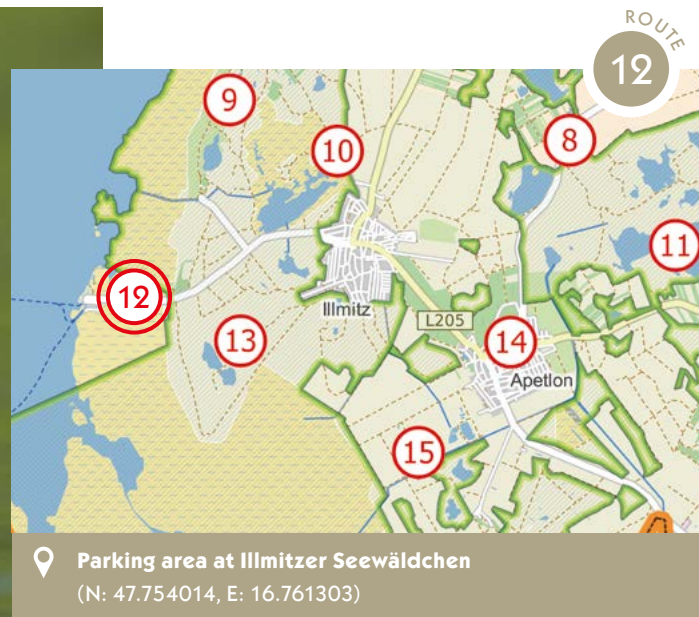 ROUTE
12
9
10
8
11
12
Illmitz
13
L205
14
Apetlon
15
Parking area at Illmitzer Seewäldchen
(N: 47.754014, E: 16.761303)